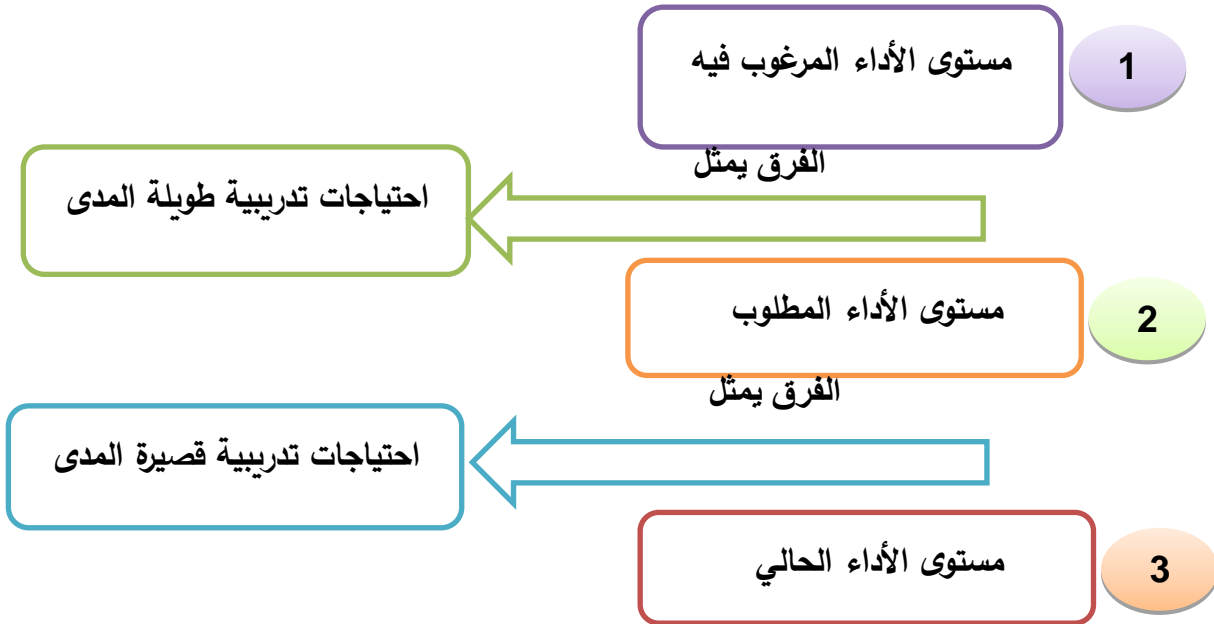 1
مستوى الأداء المرغوب فيه
الفرق يمثل
احتياجات تدريبية طويلة المدى
2
مستوى الأداء المطلوب
الفرق يمثل
احتياجات تدريبية قصيرة المدى
3
مستوى الأداء الحالي